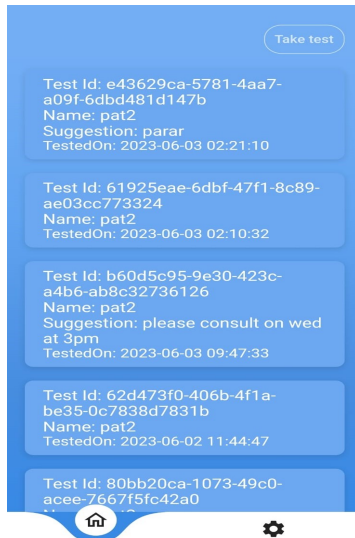 Take test
Test Id: e43629ca-5781-4aa7-
a09f-6dbd481d147b
Name: pat2
Suggestion: parar
TestedOn: 2023-06-03 02:21:10
Test Id: 61925eae-6dbf-47f1-8c89-
ae03cc773324
Name: pat2
TestedOn: 2023-06-03 02:10:32
Test Id: b60d5c95-9e30-423c-
a4b6-ab8c32736126
Name: pat2
Suggestion: please consult on wed
at 3pm
TestedOn: 2023-06-03 09:47:33
Test Id: 62d473f0-406b-4f1a-
be35-0c7838d7831b
Name: pat2
TestedOn: 2023-06-02 11:44:47
Test Id: 80bb20ca-1073-49c0-
acee-7667f5fc42a0